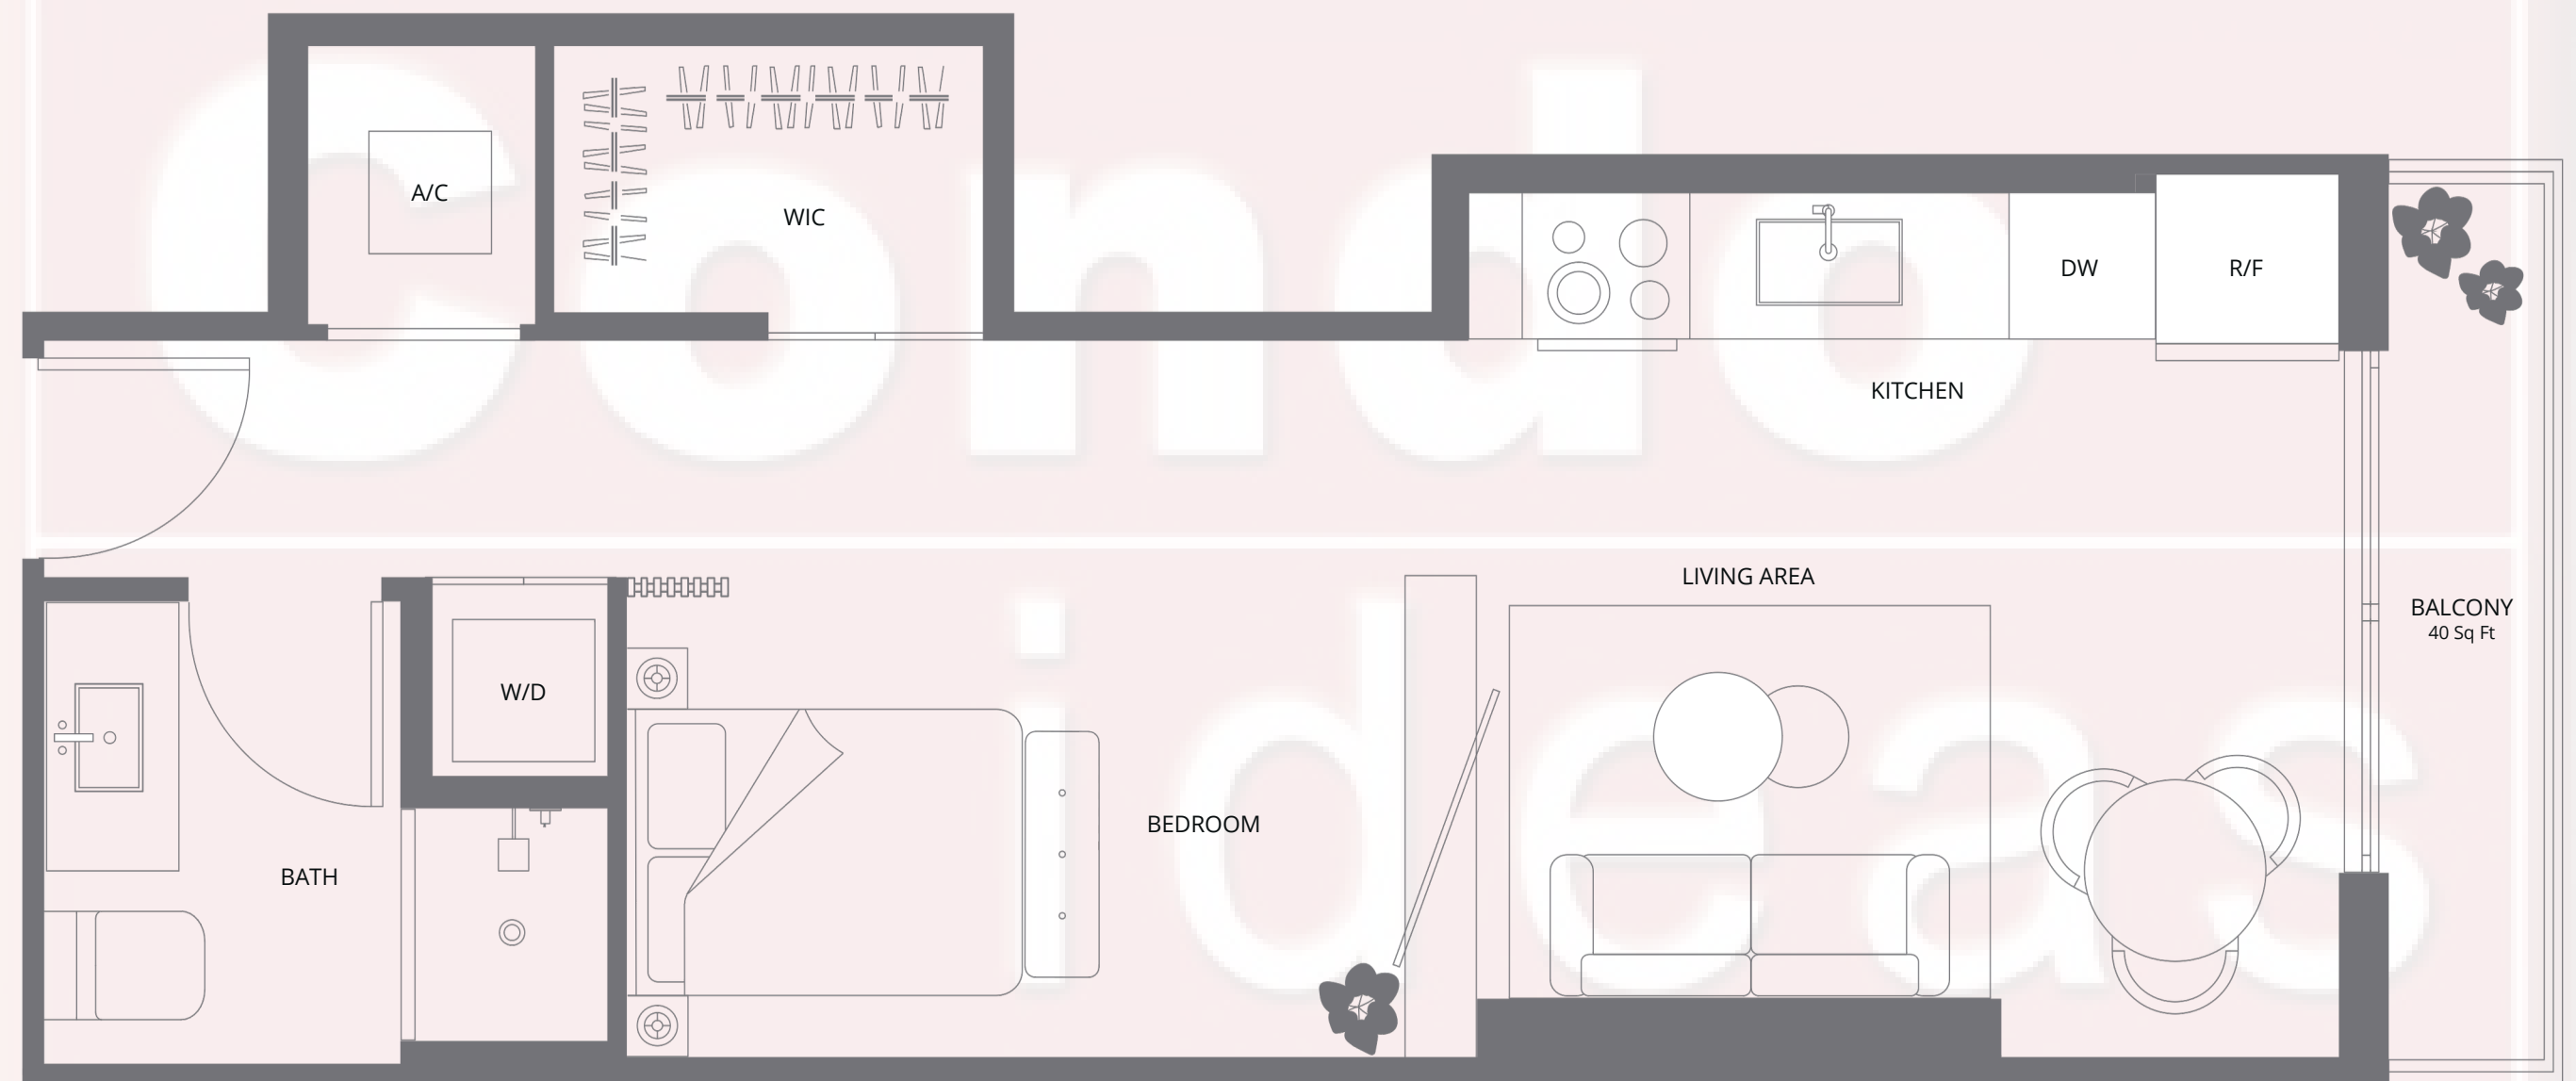 A/C
WIC
DW
R/F
KITCHEN
LIVING AREA
BALCONY
40 Sq Ft
W/D
BEDROOM
BATH
condo
ideas